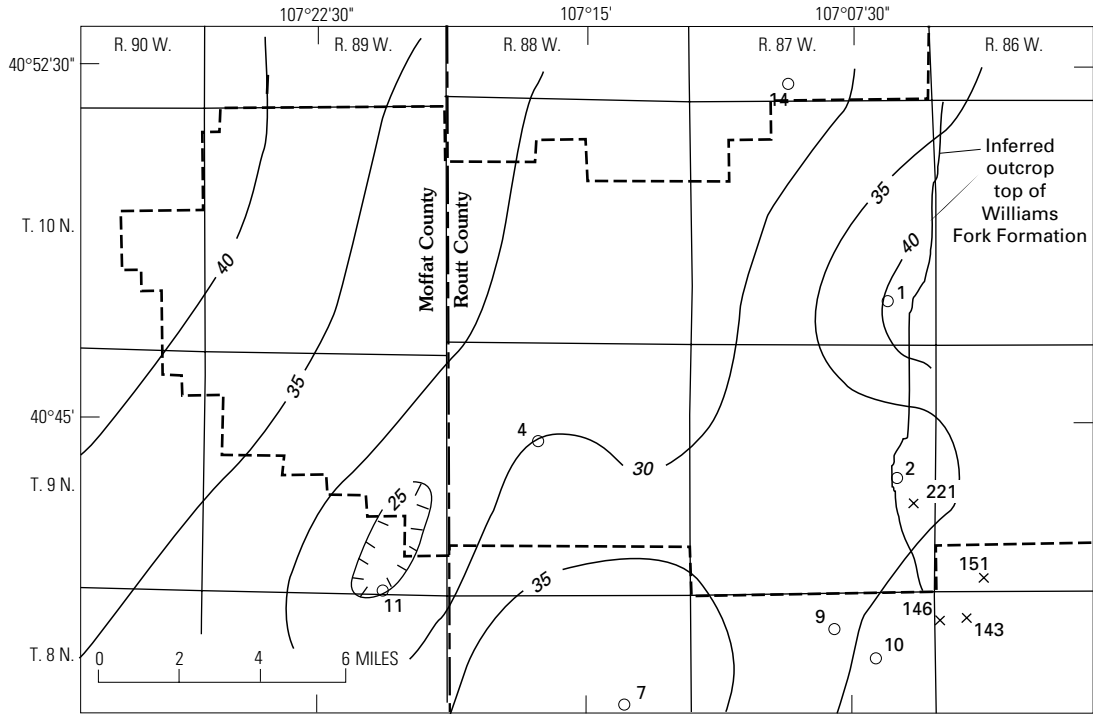 107°22'30"
107°15'
107°07'30"
R. 90 W.
R. 89 W.
R. 88 W.
R. 87 W.
R. 86 W.
40°52'30"
14
Inferred
outcrop
top of
Williams
Fork Formation
35
T. 10 N.
40
40
Moffat County
Routt County
1
35
40°45'
4
30
2
T. 9 N.
25
221
151
35
11
146
143
9
10
T. 8 N.
0 2 4 6 MILES
7